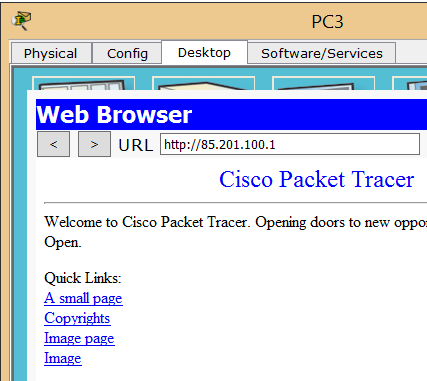 PC3
Physical Config Desktop Software/Services
Web Browser
< > URL http://85.201.100.1
Cisco Packet Tracer
Welcome to Cisco Packet Tracer. Opening doors to new
Open.
Quick Links:
A small page
Copyrights
Image page
Image